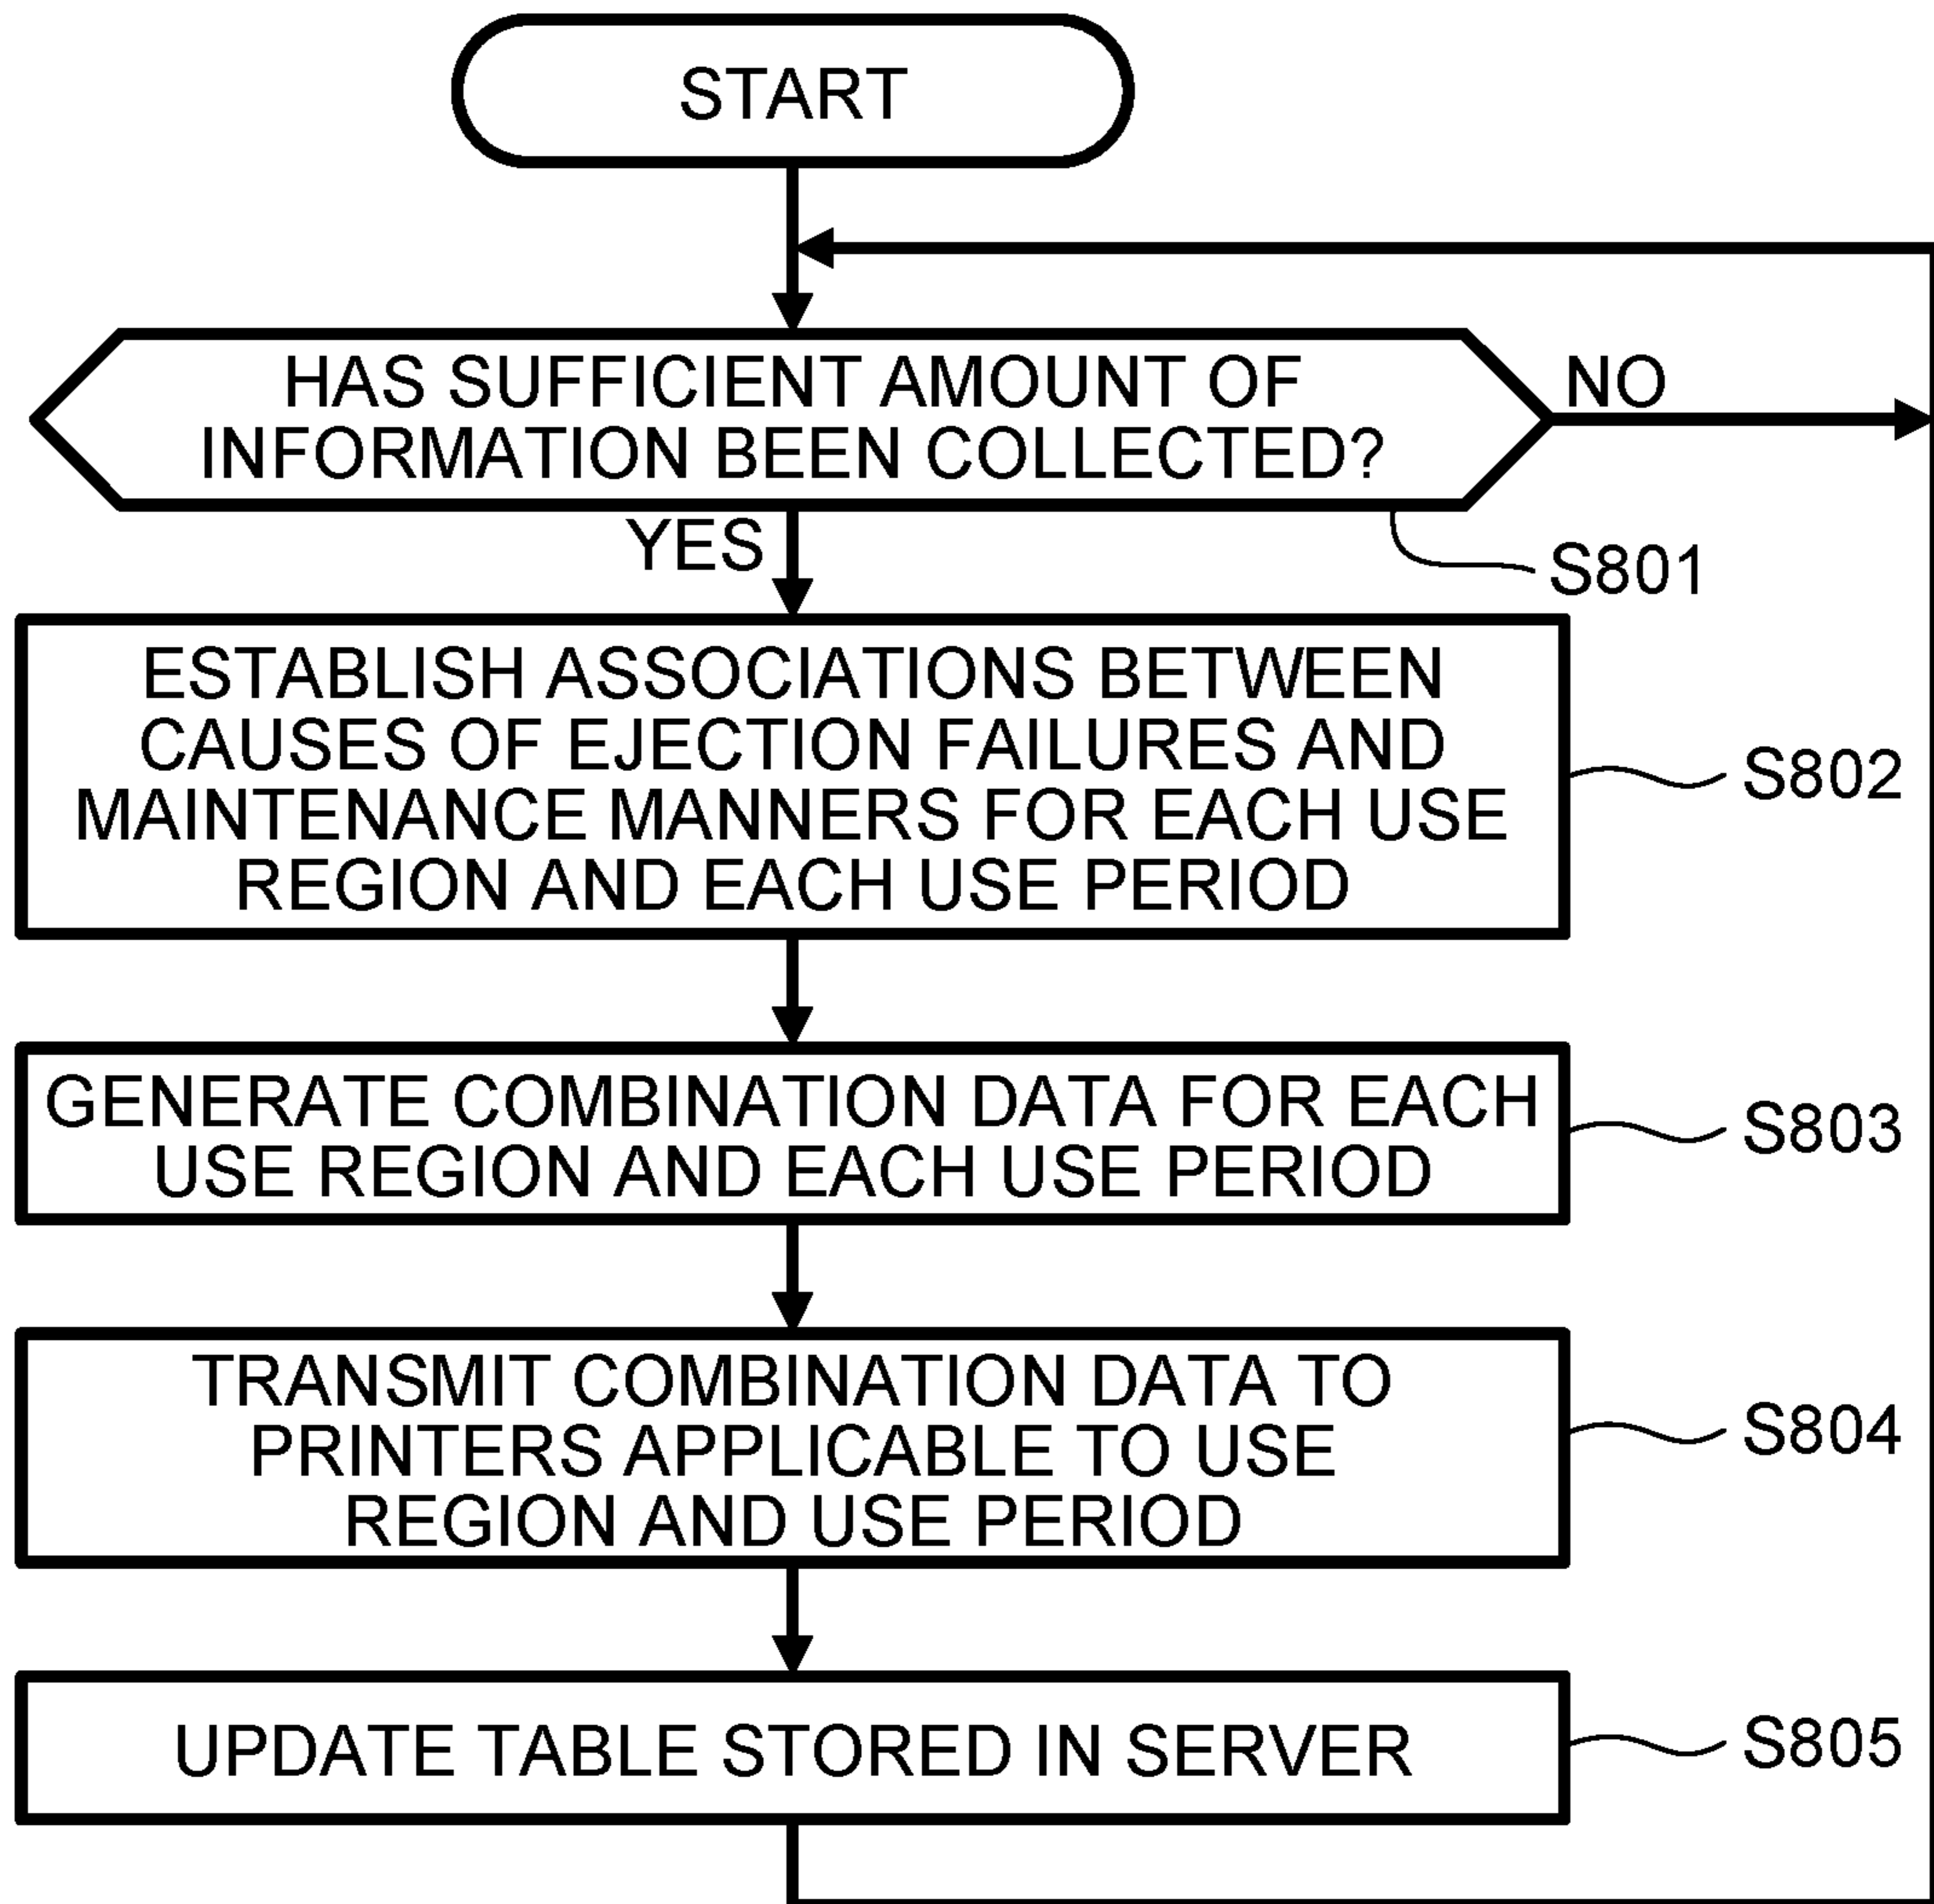 START
HAS SUFFICIENT AMOUNT OF
INFORMATION BEEN COLLECTED?
NO
YES
S801
ESTABLISH ASSOCIATIONS BETWEEN
CAUSES OF EJECTION FAILURES AND
MAINTENANCE MANNERS FOR EACH USE
REGION AND EACH USE PERIOD
S802
GENERATE COMBINATION DATA FOR EACH
USE REGION AND EACH USE PERIOD
S803
TRANSMIT COMBINATION DATA TO
PRINTERS APPLICABLE TO USE
REGION AND USE PERIOD
S804
UPDATE TABLE STORED IN SERVER
S805